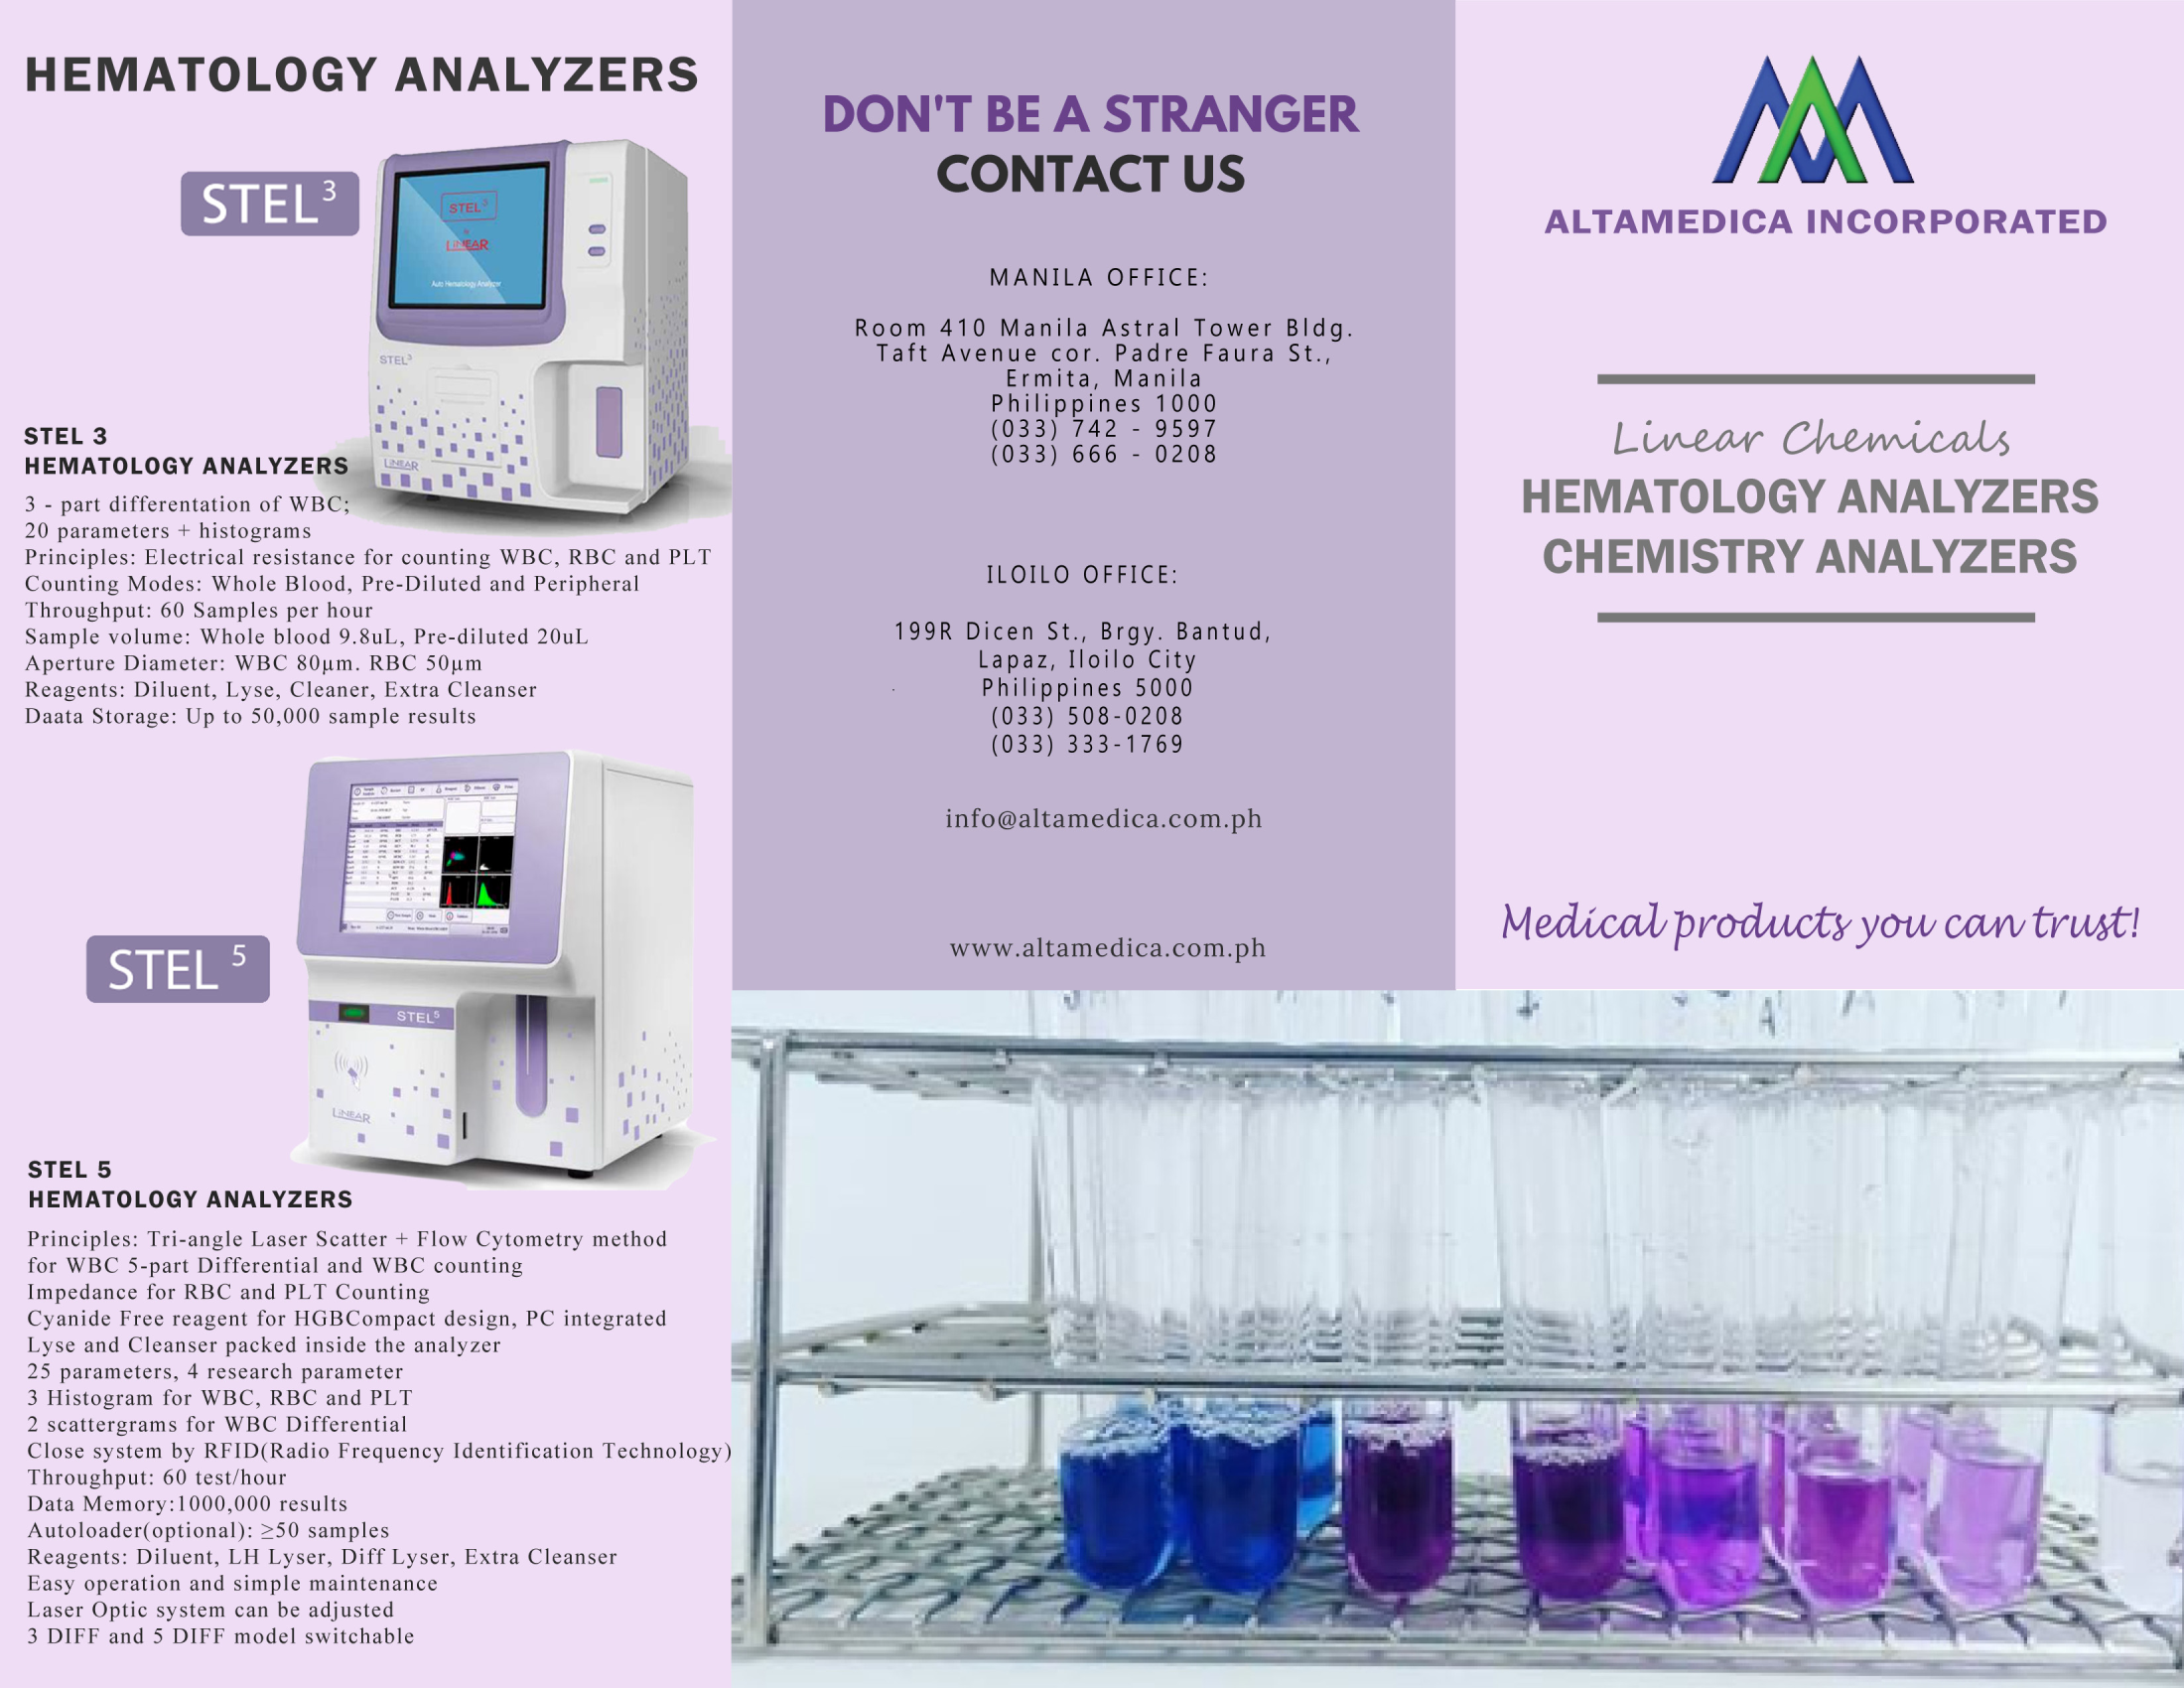 HEMATOLOGY ANALYZERS
STEL³
STEL³
by
LINEAR
Auto Hematology Analyzer
STEL³
LINEAR
STEL 3
HEMATOLOGY ANALYZERS
3 - part differentation of WBC;
20 parameters + histograms
Principles: Electrical resistance for counting WBC, RBC and PLT
Counting Modes: Whole Blood, Pre-Diluted and Peripheral
Throughput: 60 Samples per hour
Sample volume: Whole blood 9.8uL, Pre-diluted 20uL
Aperture Diameter: WBC 80µm. RBC 50µm
Reagents: Diluent, Lyse, Cleaner, Extra Cleanser
Daata Storage: Up to 50,000 sample results
STEL ⁵
STEL⁵
LINEAR
STEL 5
HEMATOLOGY ANALYZERS
Principles: Tri-angle Laser Scatter + Flow Cytometry method
for WBC 5-part Differential and WBC counting
Impedance for RBC and PLT Counting
Cyanide Free reagent for HGBCompact design, PC integrated
Lyse and Cleanser packed inside the analyzer
25 parameters, 4 research parameter
3 Histogram for WBC, RBC and PLT
2 scattergrams for WBC Differential
Close system by RFID(Radio Frequency Identification Technology)
Throughput: 60 test/hour
Data Memory:1000,000 results
Autoloader(optional): ≥50 samples
Reagents: Diluent, LH Lyser, Diff Lyser, Extra Cleanser
Easy operation and simple maintenance
Laser Optic system can be adjusted
3 DIFF and 5 DIFF model switchable
DON'T BE A STRANGER
CONTACT US
MANILA OFFICE:
Room 410 Manila Astral Tower Bldg.
Taft Avenue cor. Padre Faura St.,
Ermita, Manila
Philippines 1000
(033) 742 - 9597
(033) 666 - 0208
ILOILO OFFICE:
199R Dicen St., Brgy. Bantud,
Lapaz, Iloilo City
Philippines 5000
(033) 508-0208
(033) 333-1769
info@altamedica.com.ph
www.altamedica.com.ph
ALTAMEDICA INCORPORATED
Linear Chemicals
HEMATOLOGY ANALYZERS
CHEMISTRY ANALYZERS
Medical products you can trust!